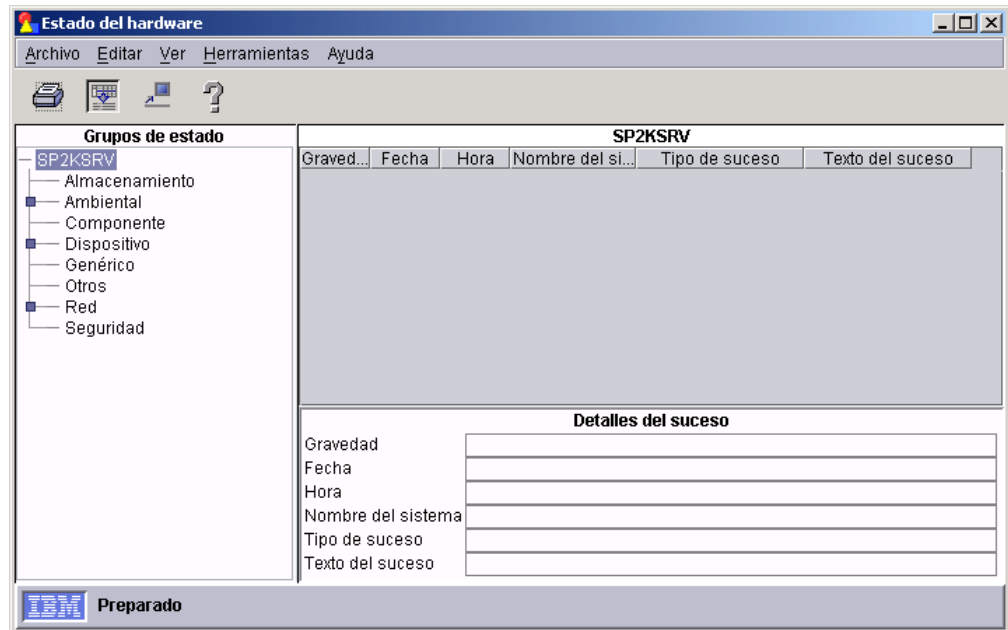 Estado del hardware
Archivo Editar Ver Herramientas Ayuda
Grupos de estado
SP2KSRV
Almacenamiento
Ambiental
Componente
Dispositivo
Genérico
Otros
Red
Seguridad
SP2KSRV
Graved... Fecha Hora Nombre del si... Tipo de suceso Texto del suceso
Detalles del suceso
Gravedad
Fecha
Hora
Nombre del sistema
Tipo de suceso
Texto del suceso
IBM Preparado